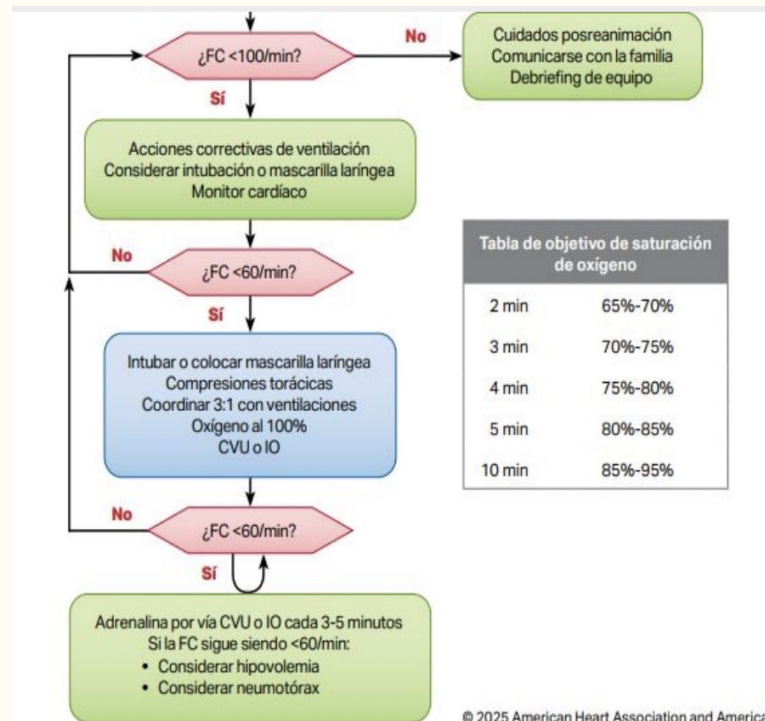 ¿FC <100/min?
No
Cuidados posreanimación
Comunicarse con la familia
Debriefing de equipo
Sí
Acciones correctivas de ventilación
Considerar intubación o mascarilla laríngea
Monitor cardíaco
No
¿FC <60/min?
Sí
Intubar o colocar mascarilla laríngea
Compresiones torácicas
Coordinar 3:1 con ventilaciones
Oxígeno al 100%
CVU o IO
No
¿FC <60/min?
Sí
Adrenalina por vía CVU o IO cada 3-5 minutos
Si la FC sigue siendo <60/min:
• Considerar hipovolemia
• Considerar neumotórax
Tabla de objetivo de saturación
de oxígeno
2 min 65%-70%
3 min 70%-75%
4 min 75%-80%
5 min 80%-85%
10 min 85%-95%
© 2025 American Heart Association and America